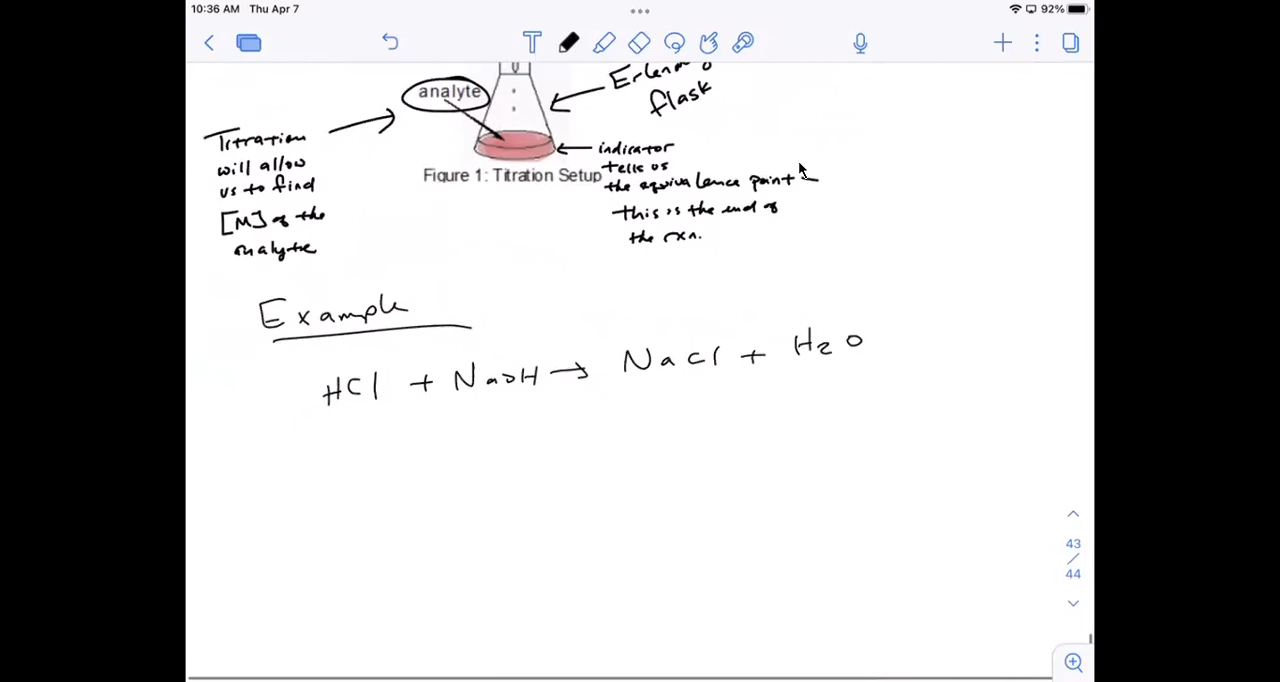 10:36 AM Thu Apr 7
92%
T
analyte
flask
Titration
will allow
us to find
[M] of the
analyte
indicator
tells us
the equivalence point
this is the end of
the rxn.
Figure 1: Titration Setup
Example
HCl + NaOH → NaCl + H2O
43
44